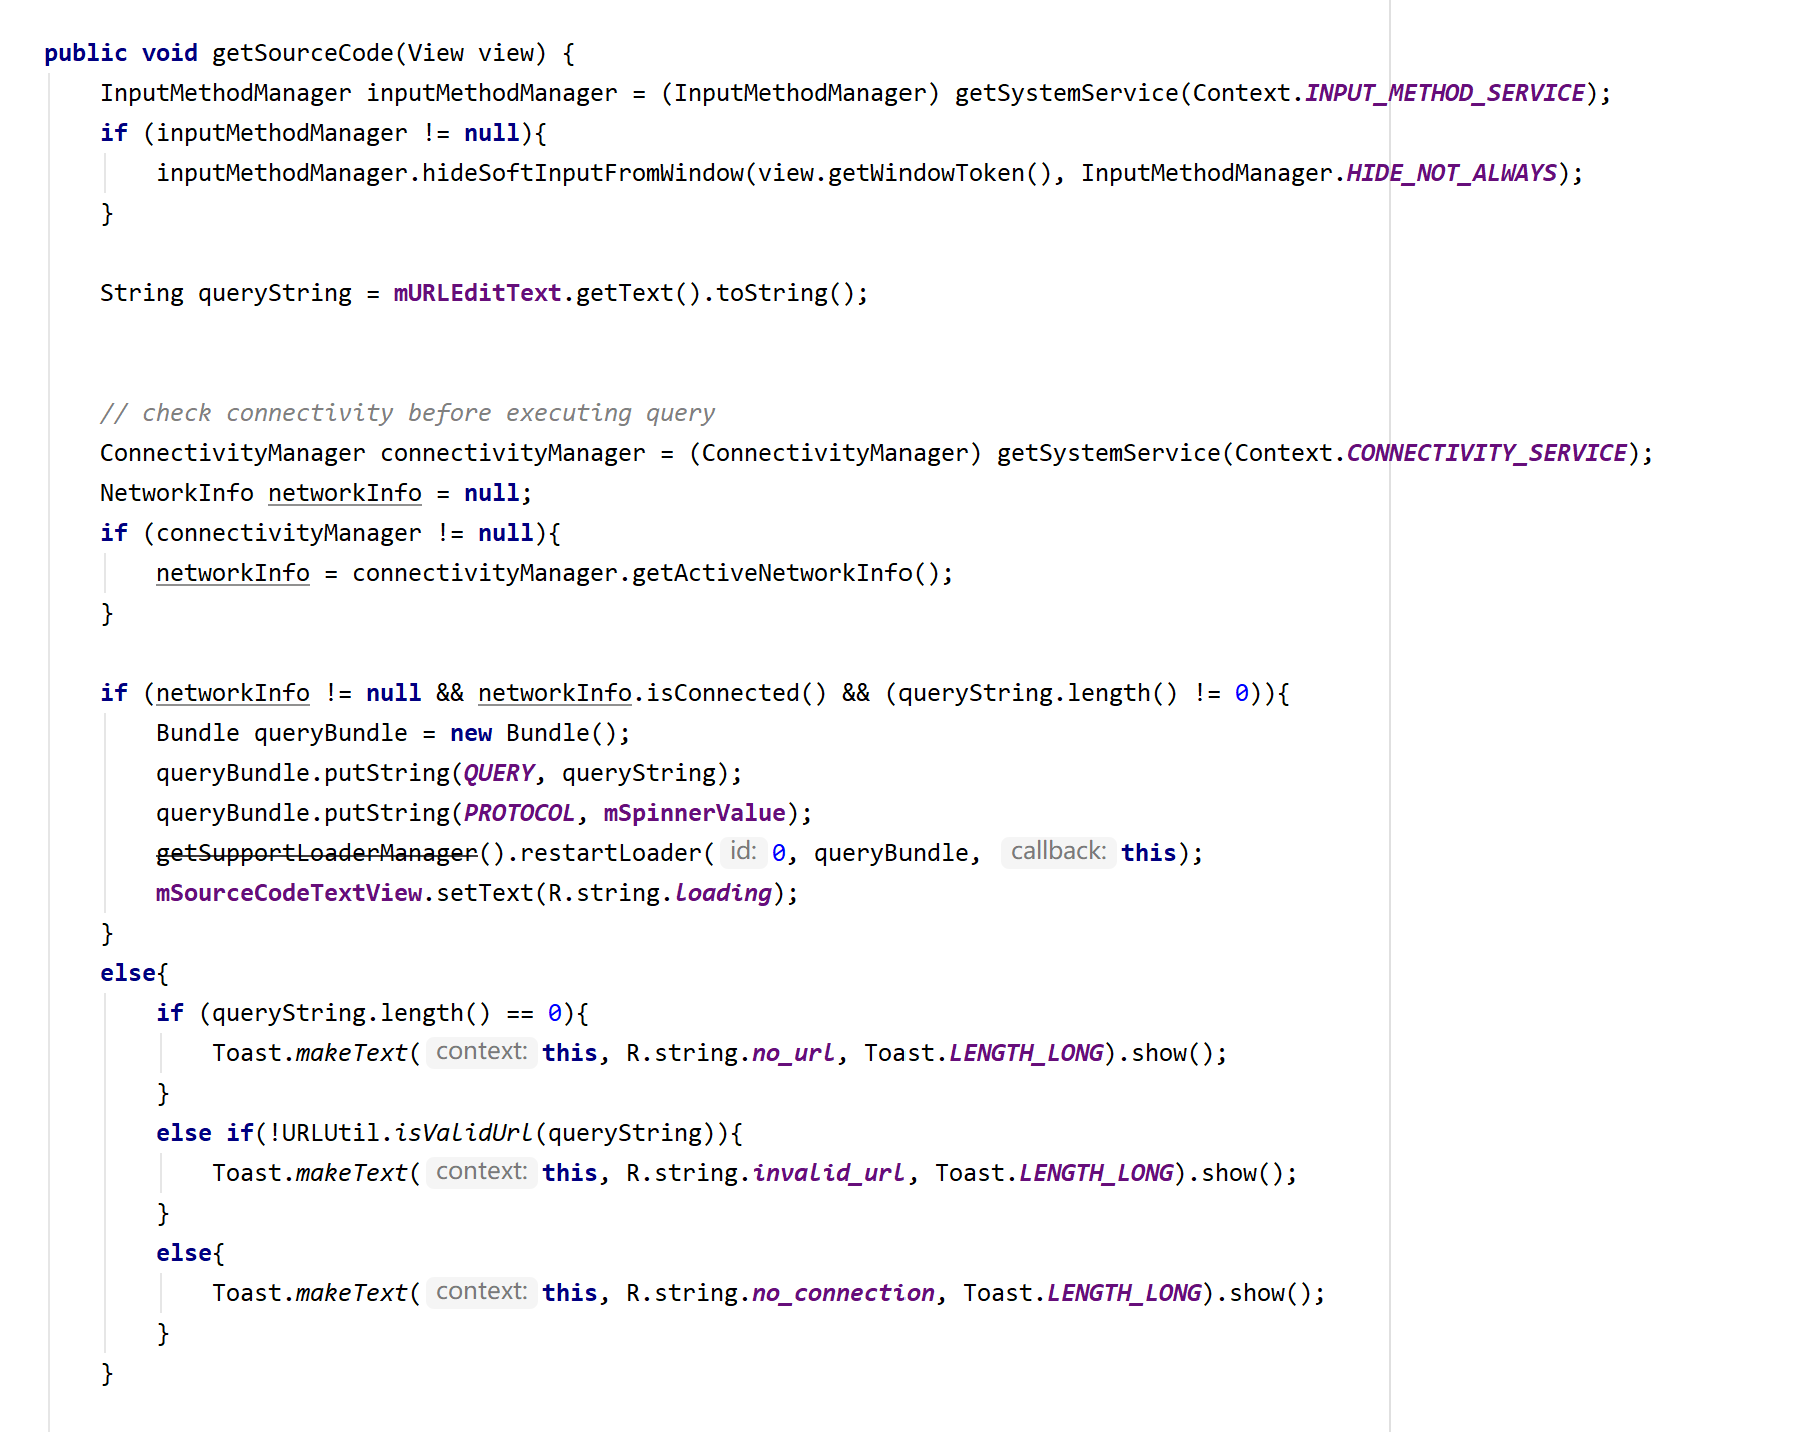 public void getSourceCode(View view) {
InputMethodManager inputMethodManager = (InputMethodManager) getSystemService(Context.INPUT_METHOD_SERVICE);
if (inputMethodManager != null){
inputMethodManager.hideSoftInputFromWindow(view.getWindowToken(), InputMethodManager.HIDE_NOT_ALWAYS);
}
String queryString = mURLEditText.getText().toString();
// check connectivity before executing query
ConnectivityManager connectivityManager = (ConnectivityManager) getSystemService(Context.CONNECTIVITY_SERVICE);
NetworkInfo networkInfo = null;
if (connectivityManager != null){
networkInfo = connectivityManager.getActiveNetworkInfo();
}
if (networkInfo != null && networkInfo.isConnected() && (queryString.length() != 0)){
Bundle queryBundle = new Bundle();
queryBundle.putString(QUERY, queryString);
queryBundle.putString(PROTOCOL, mSpinnerValue);
getSupportLoaderManager().restartLoader( id: 0, queryBundle, callback: this);
mSourceCodeTextView.setText(R.string.loading);
}
else{
if (queryString.length() == 0){
Toast.makeText( context: this, R.string.no_url, Toast.LENGTH_LONG).show();
}
else if(!URLUtil.isValidUrl(queryString)){
Toast.makeText( context: this, R.string.invalid_url, Toast.LENGTH_LONG).show();
}
else{
Toast.makeText( context: this, R.string.no_connection, Toast.LENGTH_LONG).show();
}
}